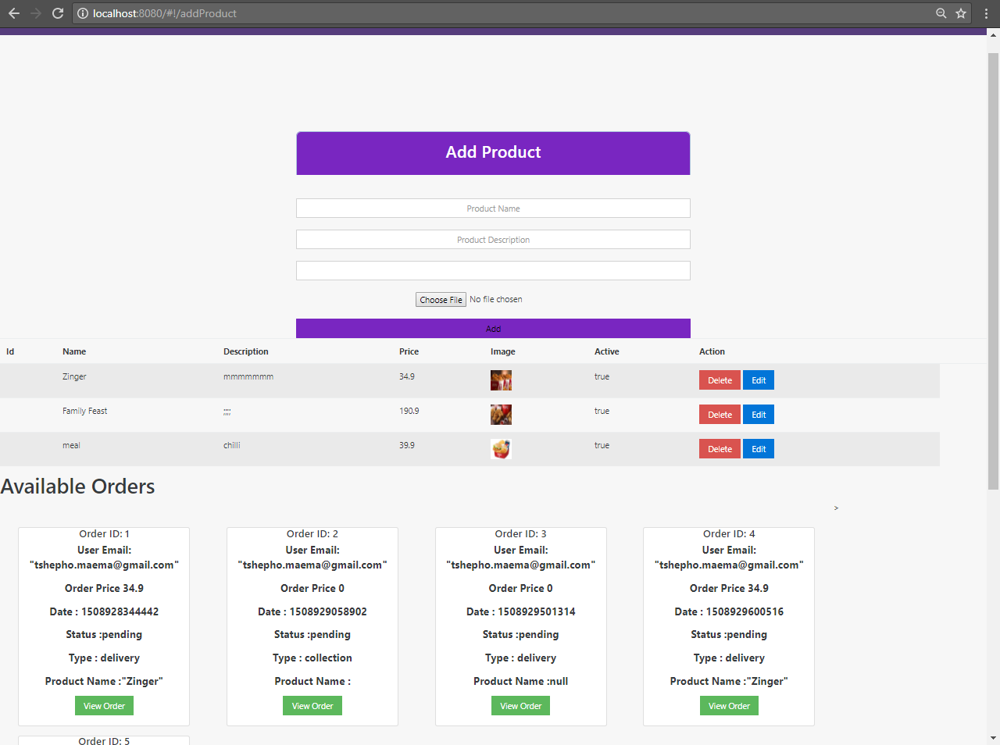 localhost:8080/#!/addProduct
Add Product
Product Name
Product Description
Choose File No file chosen
Add
Id Name Description Price Image Active Action
Zinger mmmmmmm 34.9 true Delete Edit
Family Feast ;;;; 190.9 true Delete Edit
meal chilli 39.9 true Delete Edit
Available Orders
>
Order ID: 1
User Email:
"tshepho.maema@gmail.com"
Order Price 34.9
Date : 1508928344442
Status :pending
Type : delivery
Product Name :"Zinger"
View Order
Order ID: 2
User Email:
"tshepho.maema@gmail.com"
Order Price 0
Date : 1508929058902
Status :pending
Type : collection
Product Name :
View Order
Order ID: 3
User Email:
"tshepho.maema@gmail.com"
Order Price 0
Date : 1508929501314
Status :pending
Type : delivery
Product Name :null
View Order
Order ID: 4
User Email:
"tshepho.maema@gmail.com"
Order Price 34.9
Date : 1508929600516
Status :pending
Type : delivery
Product Name :"Zinger"
View Order
Order ID: 5